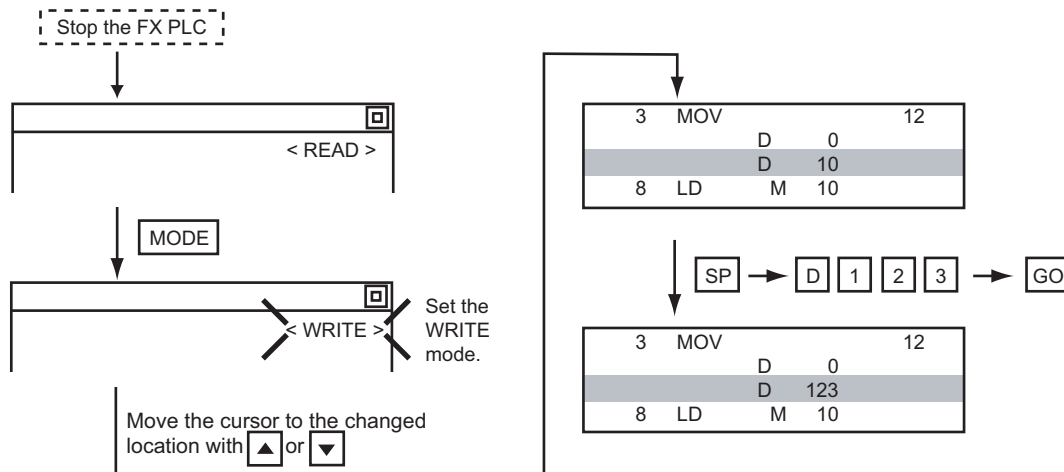 Stop the FX PLC
< READ >
MODE
< WRITE >
Set the
WRITE
mode.
Move the cursor to the changed
location with ▲ or ▼
3 MOV 12
D 0
D 10
8 LD M 10
SP D 1 2 3 GO
3 MOV 12
D 0
D 123
8 LD M 10